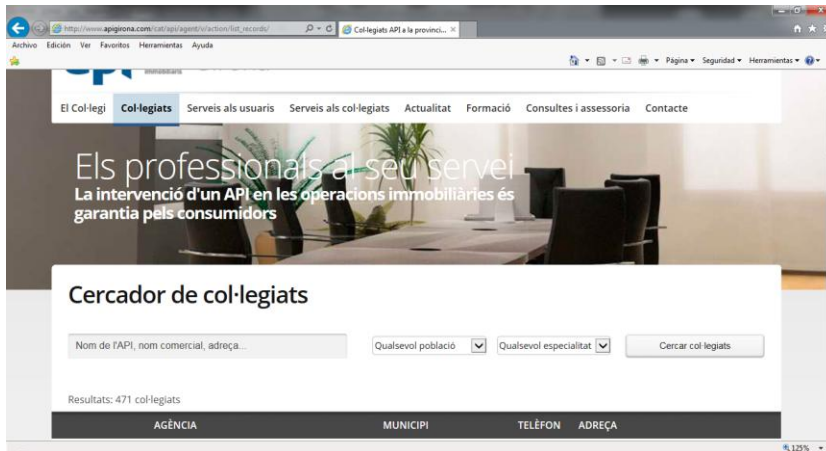 http://www.apigirona.com/cat/api/agent/v/action/list_records/
Col·legiats API a la provinci...
Archivo Edición Ver Favoritos Herramientas Ayuda
Página Seguridad Herramientas
El Col·legi Col·legiats Serveis als usuaris Serveis als col·legiats Actualitat Formació Consultes i assessoria Contacte
Els professionals al seu servei
La intervenció d'un API en les operacions immobiliàries és
garantia pels consumidors
Cercador de col·legiats
Nom de l'API, nom comercial, adreça...
Qualsevol població
Qualsevol especialitat
Cercar col·legiats
Resultats: 471 col·legiats
AGÈNCIA MUNICIPI TELÈFON ADREÇA
125%